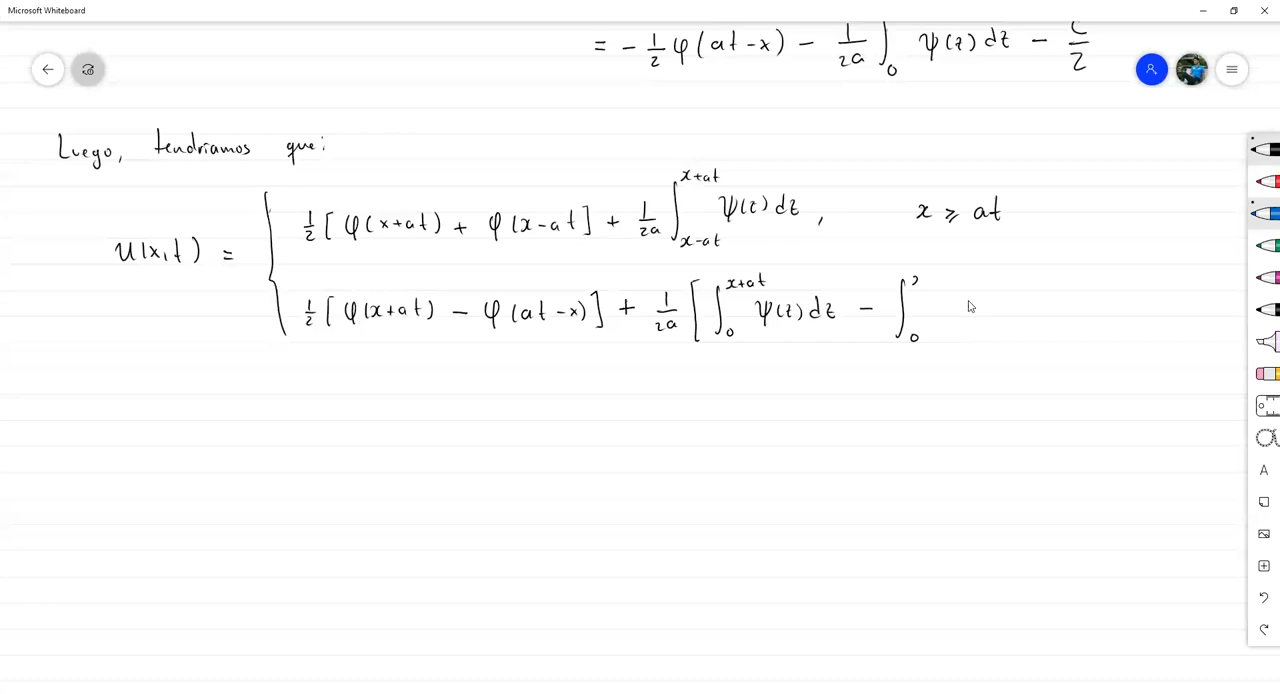 Microsoft Whiteboard
= - 1/2 φ(at-x) - 1/2a ∫_0 ψ(z) dz - C/2
Luego, tendríamos que:
U(x,t) = {
1/2 [ φ(x+at) + φ(x-at] + 1/2a ∫_{x-at}^{x+at} ψ(z) dz , x ≥ at
1/2 [ φ(x+at) - φ(at-x)] + 1/2a [ ∫_0^{x+at} ψ(z) dz - ∫_0
A